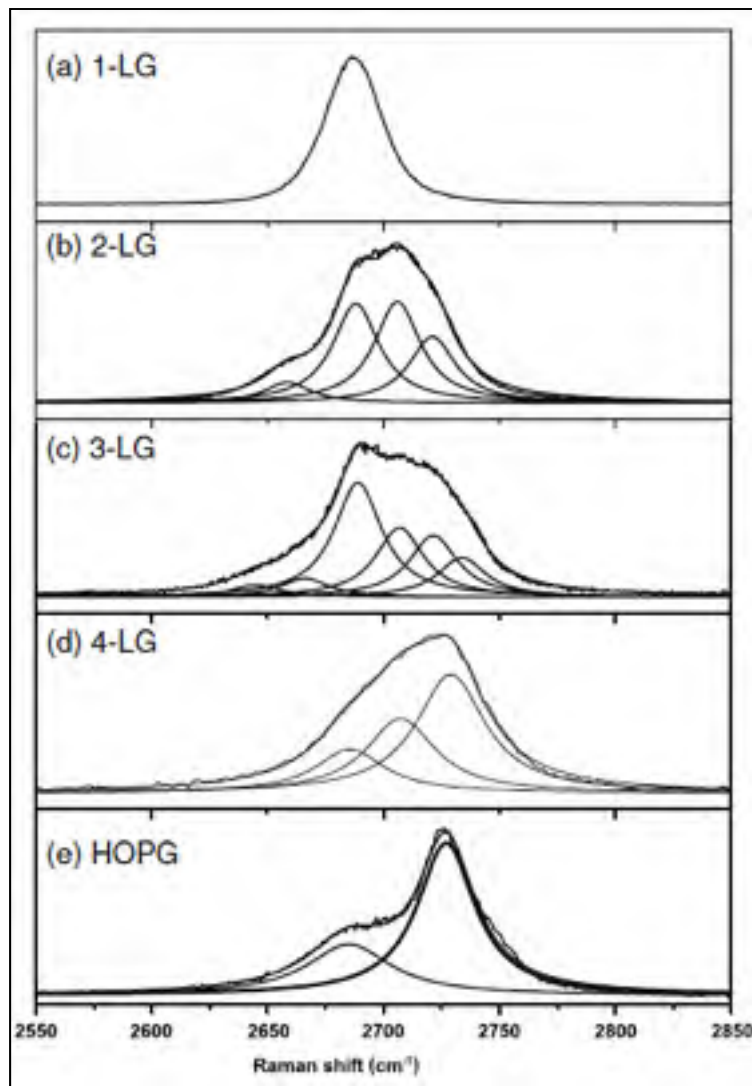 (a) 1-LG
(b) 2-LG
(c) 3-LG
(d) 4-LG
(e) HOPG
2550 2600 2650 2700 2750 2800 2850
Raman shift (cm⁻¹)